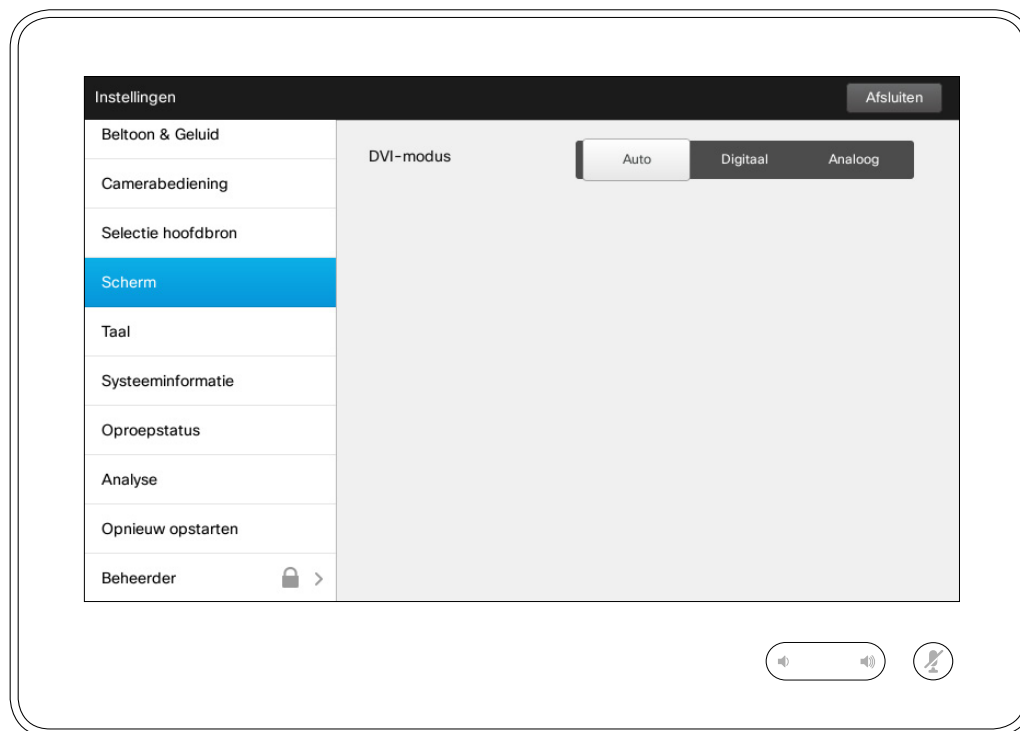 Instellingen
Afsluiten
Beltoon & Geluid
DVI-modus
Auto
Digitaal
Analoog
Camerabediening
Selectie hoofdbron
Scherm
Taal
Systeeminformatie
Oproepstatus
Analyse
Opnieuw opstarten
Beheerder